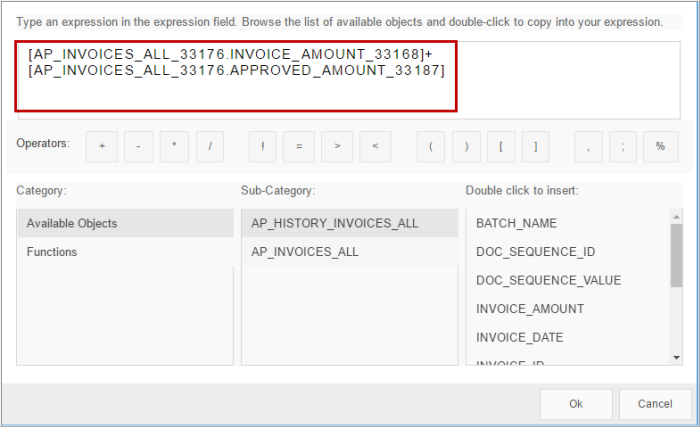 Type an expression in the expression field. Browse the list of available objects and double-click to copy into your expression.
[AP_INVOICES_ALL_33176.INVOICE_AMOUNT_33168]+
[AP_INVOICES_ALL_33176.APPROVED_AMOUNT_33187]
Operators: + - * / ! = > < ( ) [ ] , ; %
Category: Sub-Category: Double click to insert:
Available Objects AP_HISTORY_INVOICES_ALL BATCH_NAME
Functions AP_INVOICES_ALL DOC_SEQUENCE_ID
DOC_SEQUENCE_VALUE
INVOICE_AMOUNT
INVOICE_DATE
INVOICE_ID
Ok Cancel